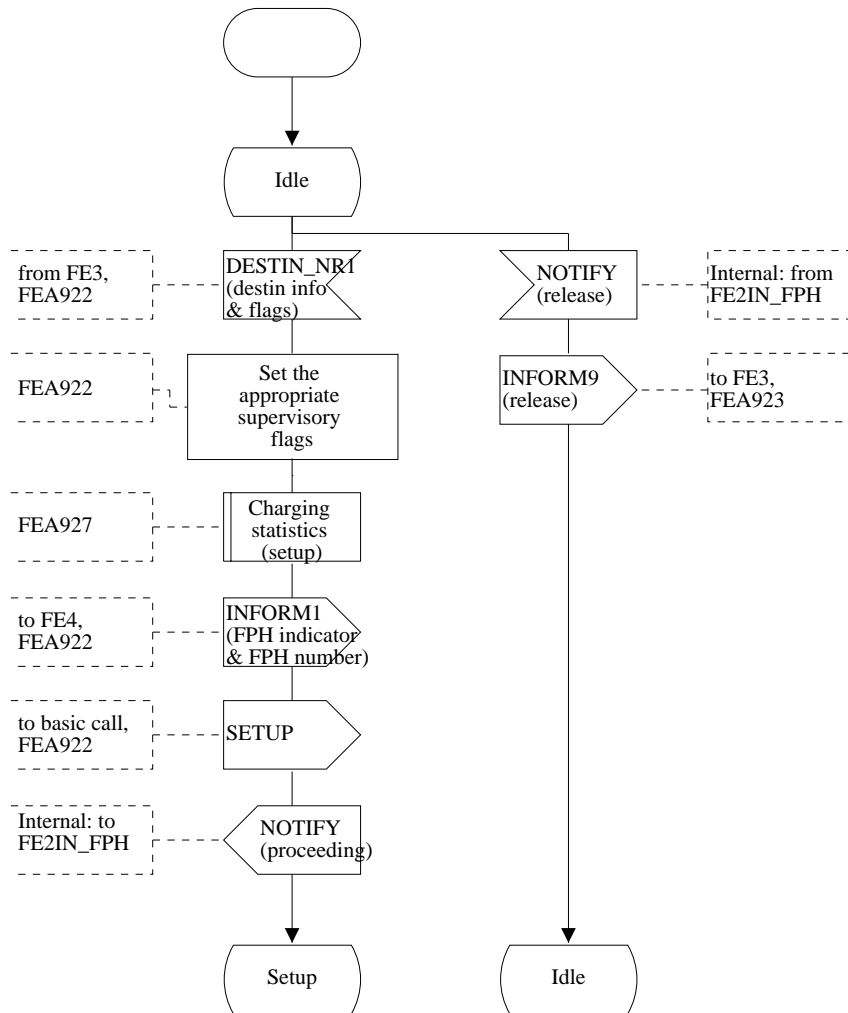 Idle
from FE3,
FEA922
DESTIN_NR1
(destin info
& flags)
NOTIFY
(release)
Internal: from
FE2IN_FPH
FEA922
Set the
appropriate
supervisory
flags
INFORM9
(release)
to FE3,
FEA923
FEA927
Charging
statistics
(setup)
to FE4,
FEA922
INFORM1
(FPH indicator
& FPH number)
to basic call,
FEA922
SETUP
Internal: to
FE2IN_FPH
NOTIFY
(proceeding)
Setup
Idle